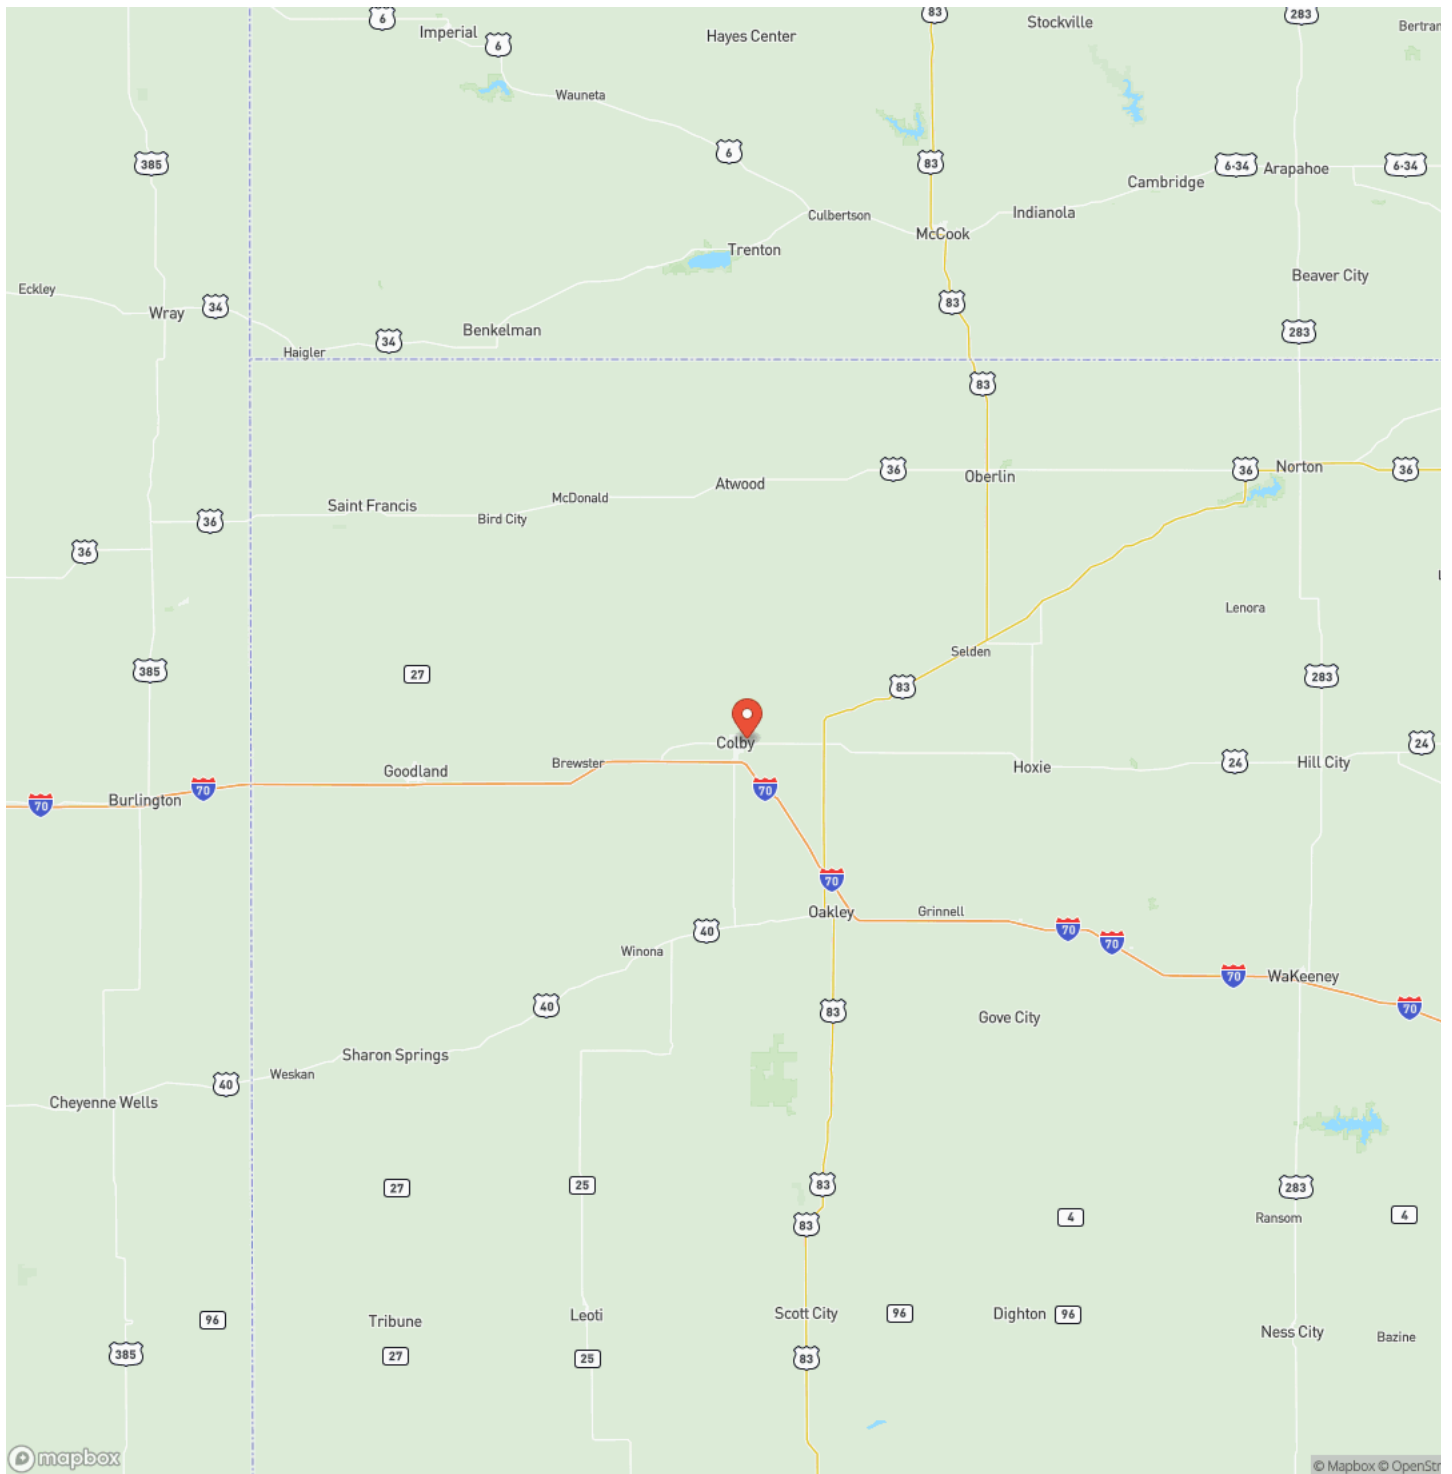 83
283
6
Stockville
Bertran
Imperial
Hayes Center
6
Wauneta
6
83
385
6-34
Arapahoe
6-34
Cambridge
Culbertson
Indianola
McCook
Trenton
Beaver City
Eckley
34
83
Wray
Benkelman
283
34
Haigler
83
36
Oberlin
36
Norton
36
Atwood
McDonald
Saint Francis
Bird City
36
36
Lenora
Selden
385
27
83
283
Colby
24
Brewster
Goodland
Hoxie
24
Hill City
70
70
Burlington
70
70
Oakley
Grinnell
40
70
70
Winona
70
WaKeeney
40
83
70
Gove City
Sharon Springs
Weskan
40
Cheyenne Wells
27
25
83
283
83
4
Ransom
4
96
Tribune
Leoti
Scott City
96
Dighton
96
Ness City
Bazine
385
27
25
83
mapbox
© Mapbox © OpenStr